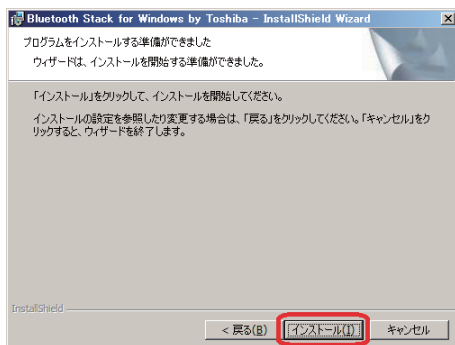 Bluetooth Stack for Windows by Toshiba - InstallShield Wizard
プログラムをインストールする準備ができました
ウィザードは、インストールを開始する準備ができました。
「インストール」をクリックして、インストールを開始してください。
インストールの設定を参照したり変更する場合は、「戻る」をクリックしてください。「キャンセル」をク
リックすると、ウィザードを終了します。
InstallShield
< 戻る(B) インストール(I) キャンセル